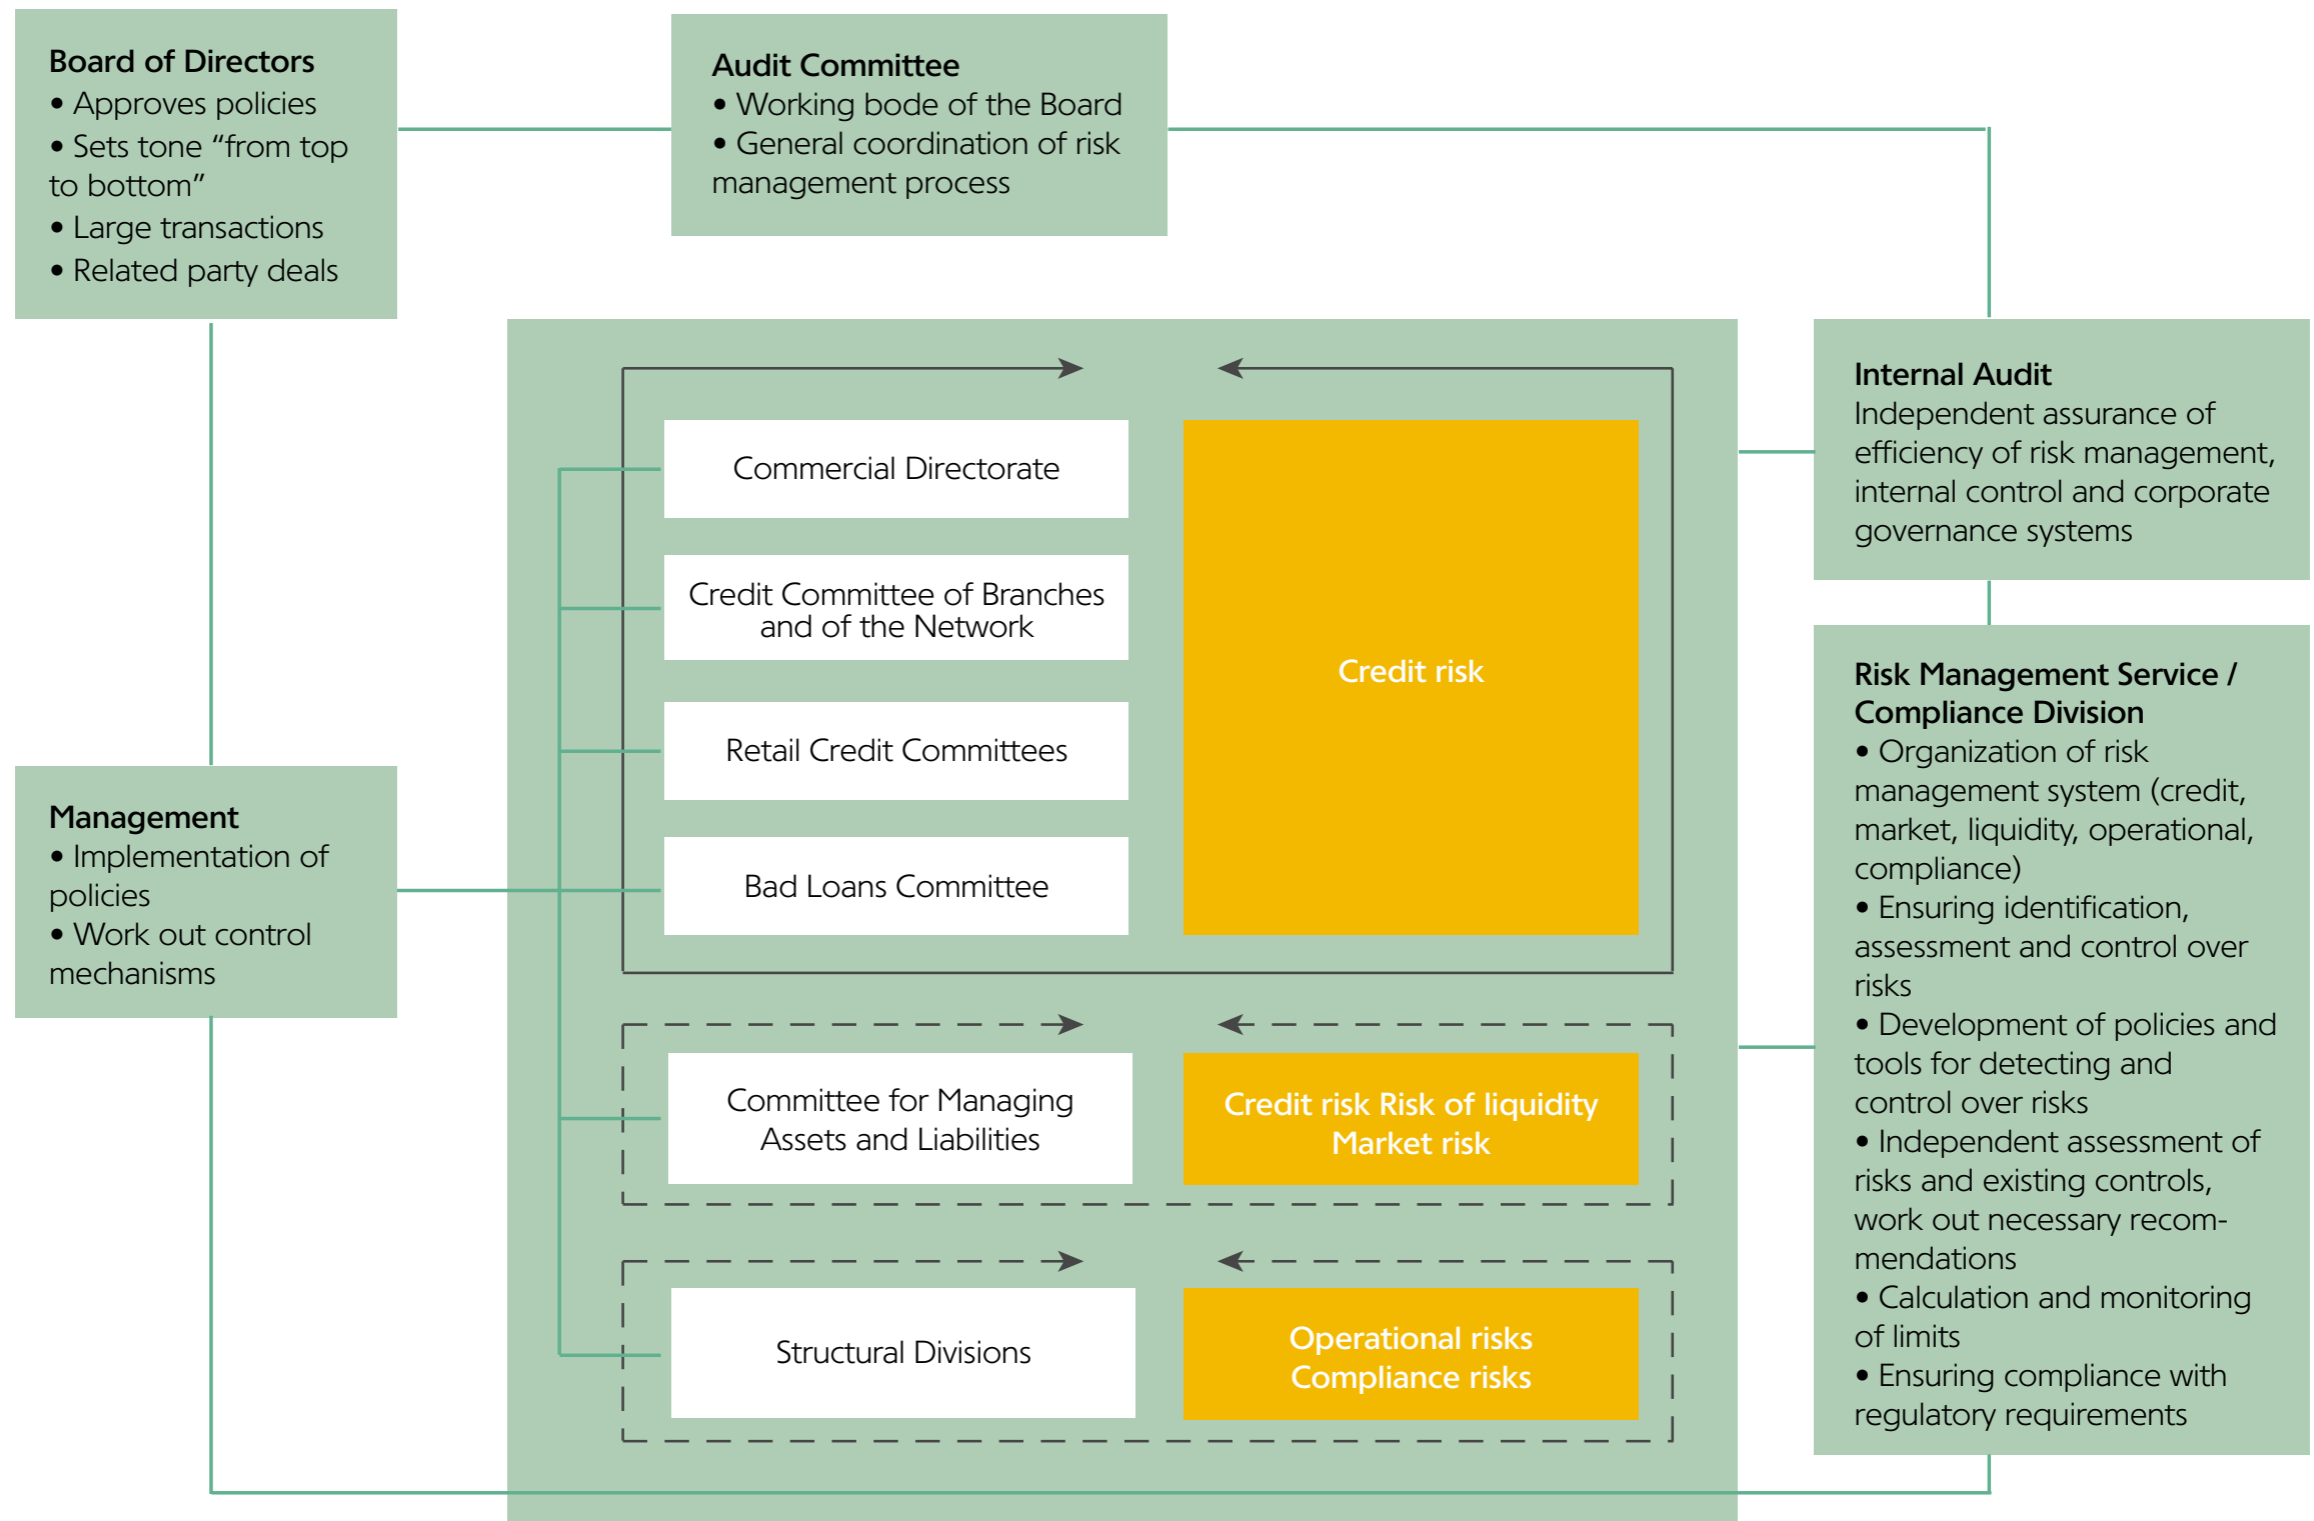 Board of Directors
• Approves policies
• Sets tone “from top
to bottom”
• Large transactions
• Related party deals
Audit Committee
• Working bode of the Board
• General coordination of risk
management process
Internal Audit
Independent assurance of
efficiency of risk management,
internal control and corporate
governance systems
Management
• Implementation of
policies
• Work out control
mechanisms
Commercial Directorate
Credit Committee of Branches
and of the Network
Retail Credit Committees
Bad Loans Committee
Credit risk
Committee for Managing
Assets and Liabilities
Credit risk Risk of liquidity
Market risk
Structural Divisions
Operational risks
Compliance risks
Risk Management Service /
Compliance Division
• Organization of risk
management system (credit,
market, liquidity, operational,
compliance)
• Ensuring identification,
assessment and control over
risks
• Development of policies and
tools for detecting and
control over risks
• Independent assessment of
risks and existing controls,
work out necessary recom-
mendations
• Calculation and monitoring
of limits
• Ensuring compliance with
regulatory requirements